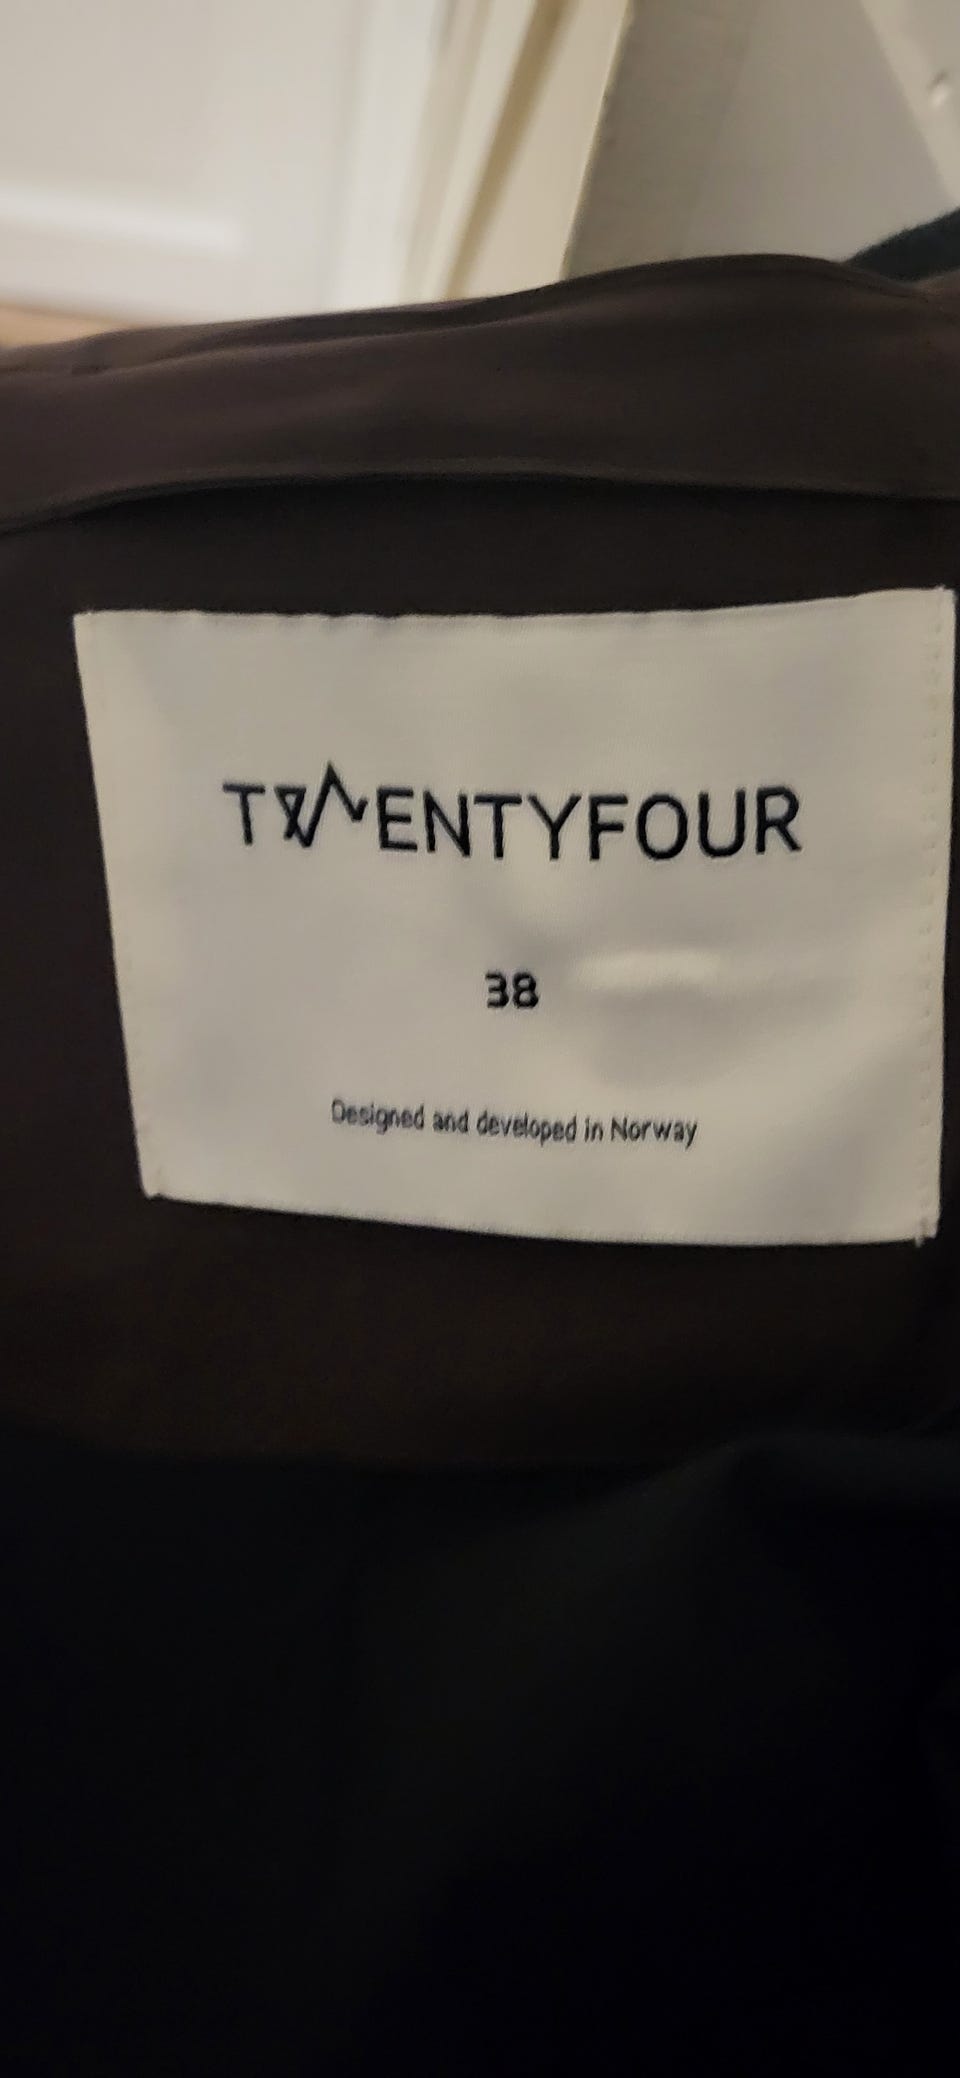 TWENTYFOUR
38
Designed and developed in Norway